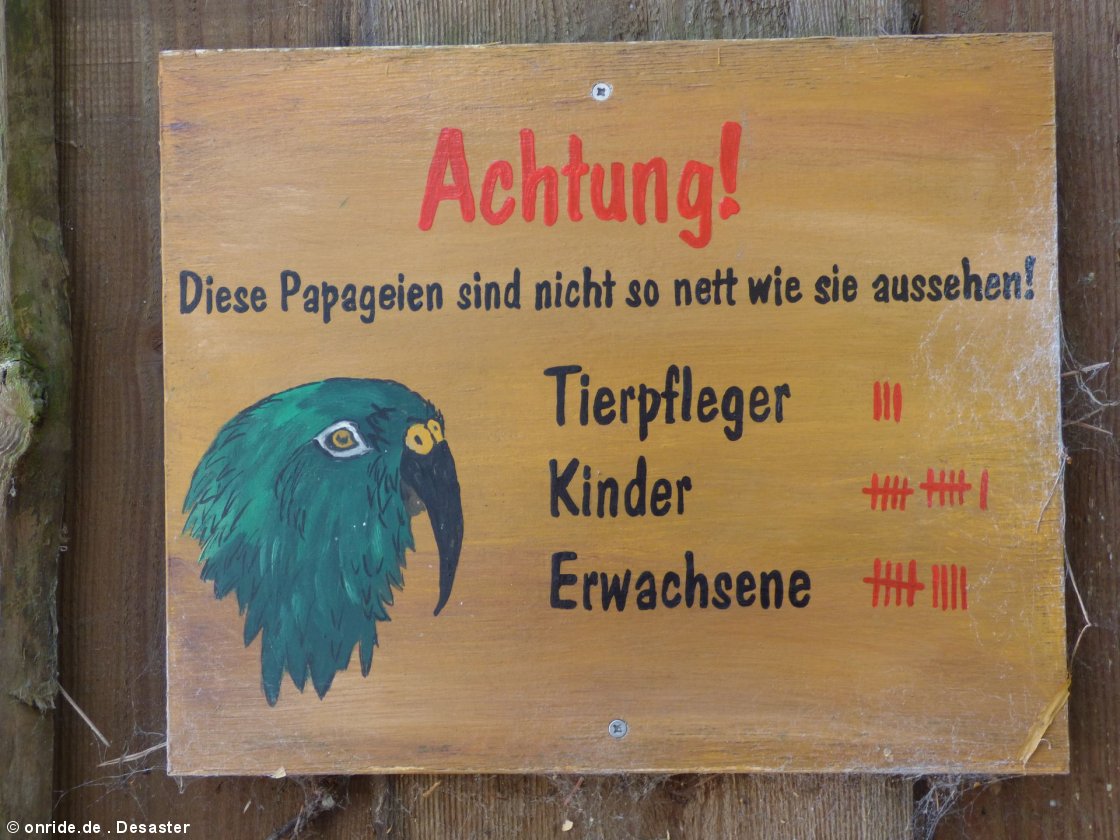 Achtung!
Diese Papageien sind nicht so nett wie sie aussehen!
Tierpfleger
Kinder
Erwachsene
© onride.de . Desaster